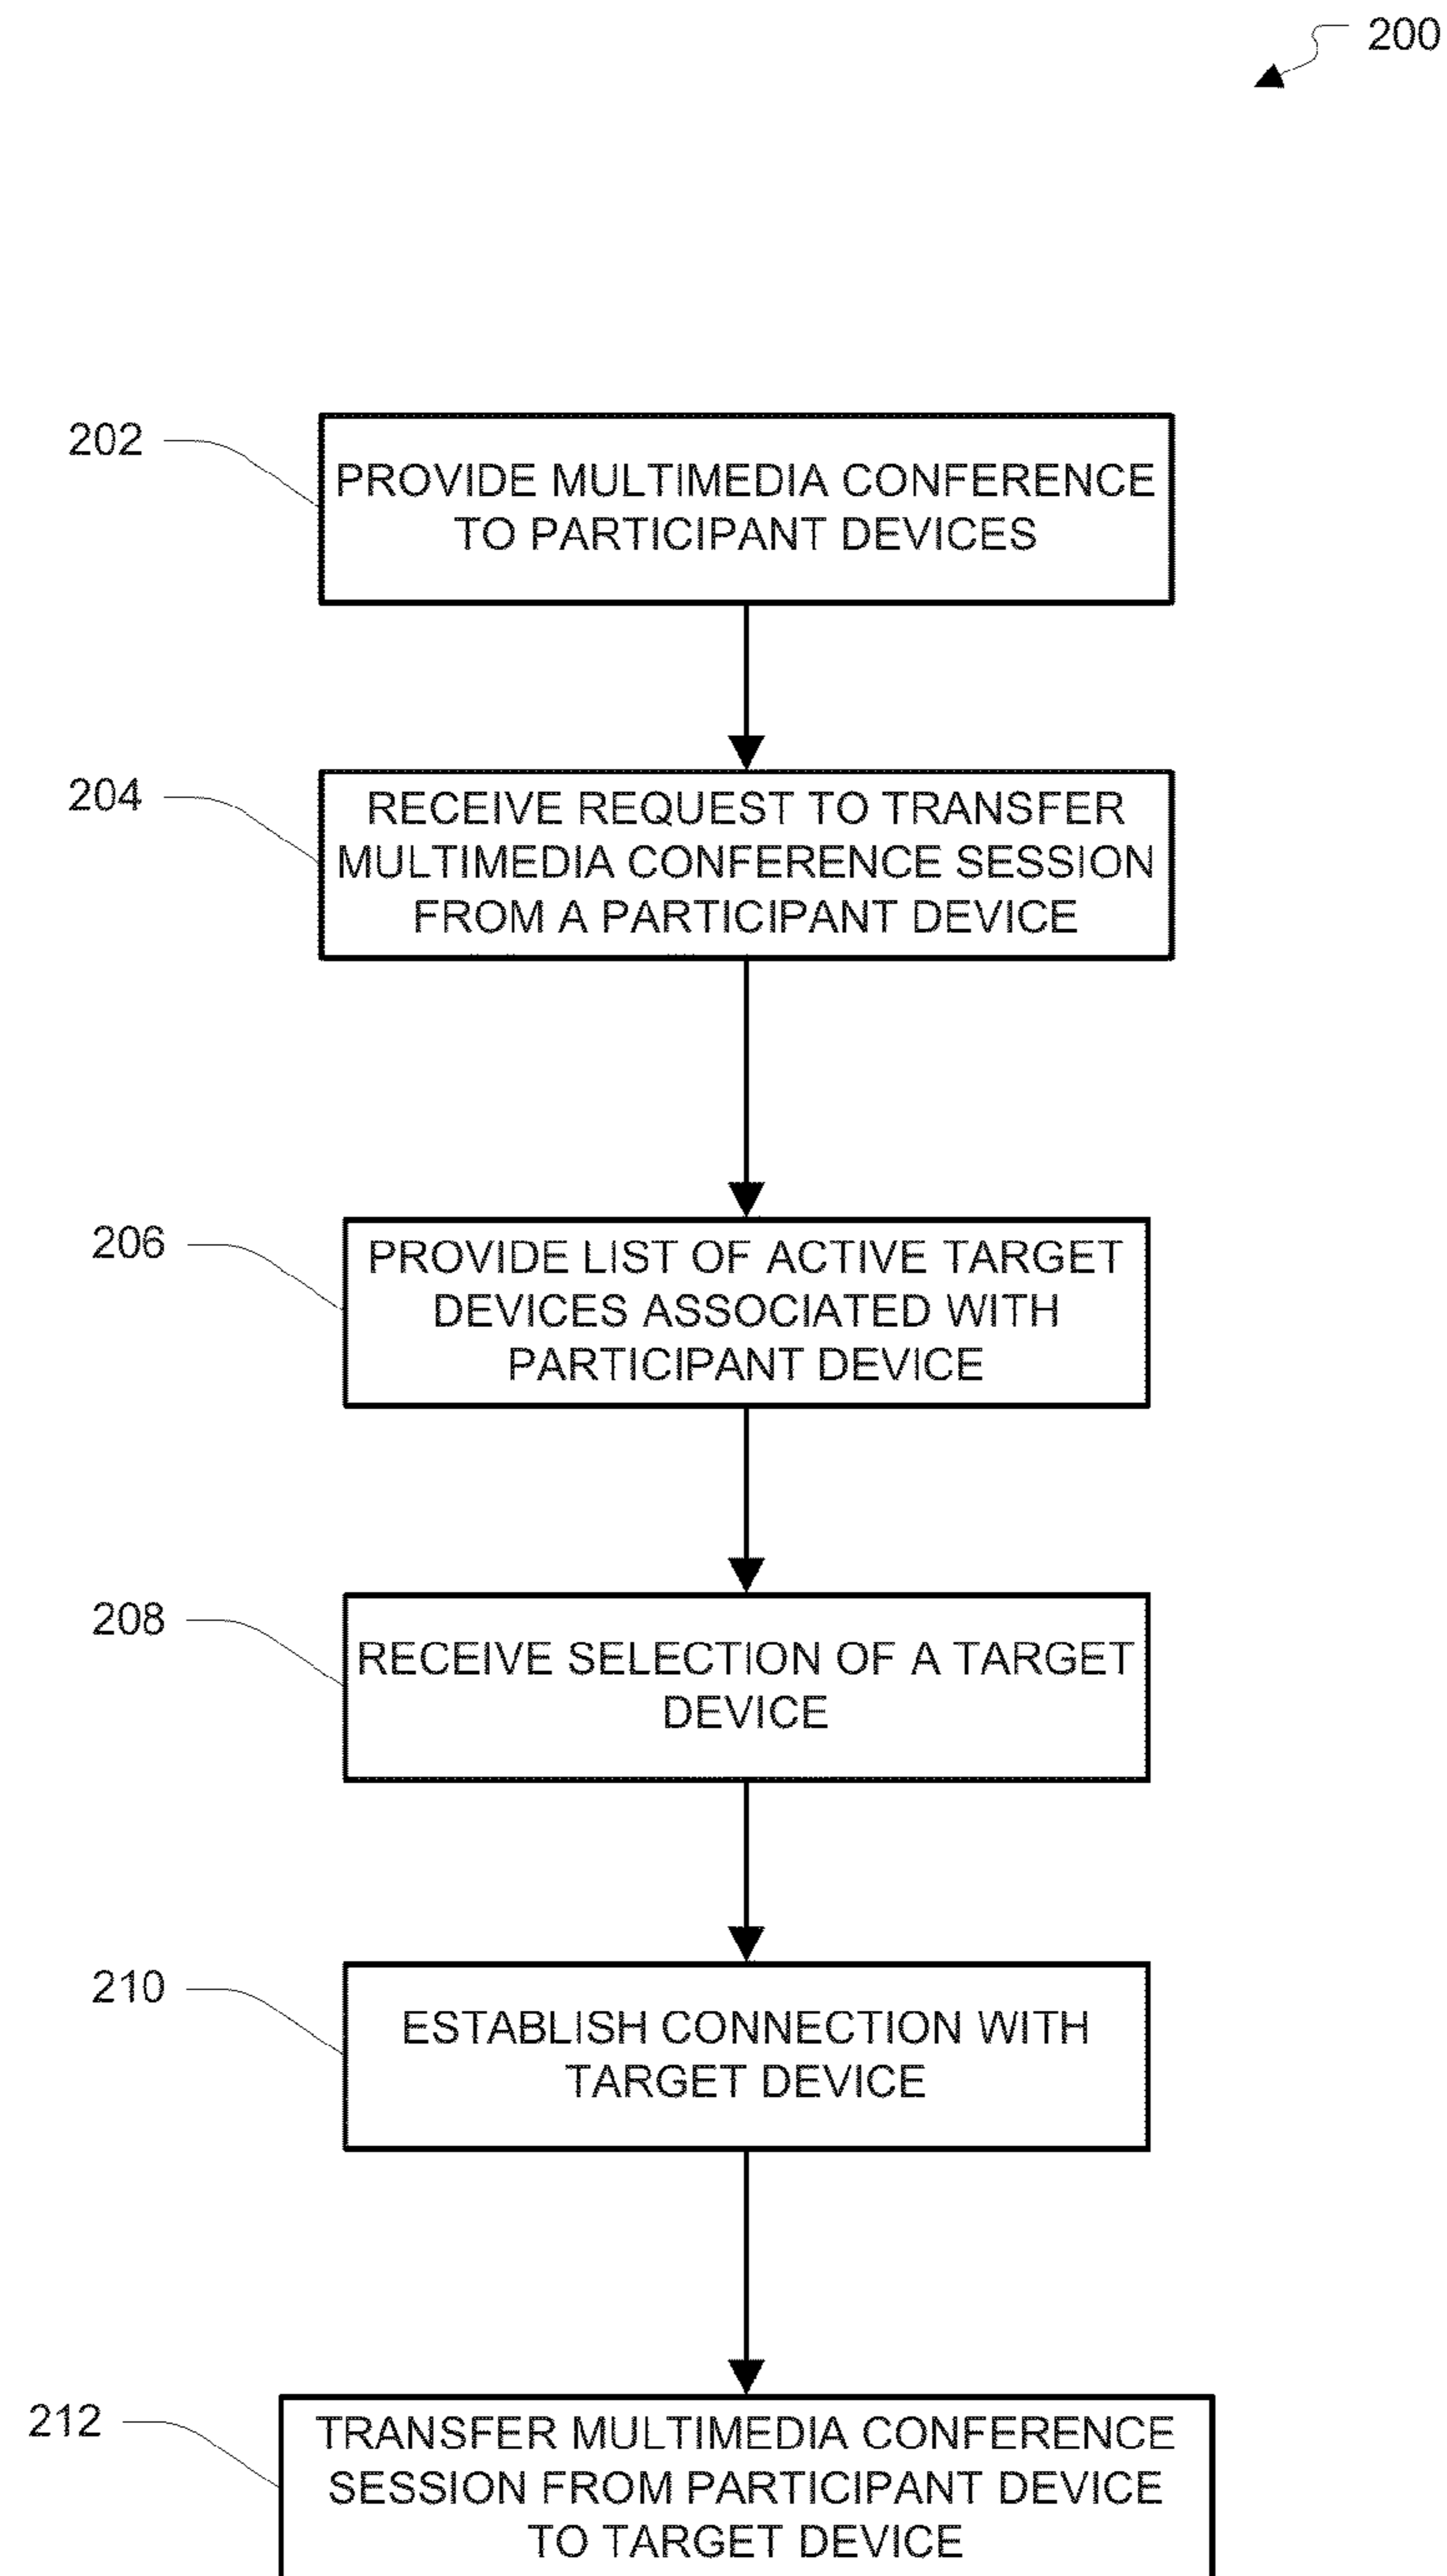 200
202
PROVIDE MULTIMEDIA CONFERENCE
TO PARTICIPANT DEVICES
204
RECEIVE REQUEST TO TRANSFER
MULTIMEDIA CONFERENCE SESSION
FROM A PARTICIPANT DEVICE
206
PROVIDE LIST OF ACTIVE TARGET
DEVICES ASSOCIATED WITH
PARTICIPANT DEVICE
208
RECEIVE SELECTION OF A TARGET
DEVICE
210
ESTABLISH CONNECTION WITH
TARGET DEVICE
212
TRANSFER MULTIMEDIA CONFERENCE
SESSION FROM PARTICIPANT DEVICE
TO TARGET DEVICE